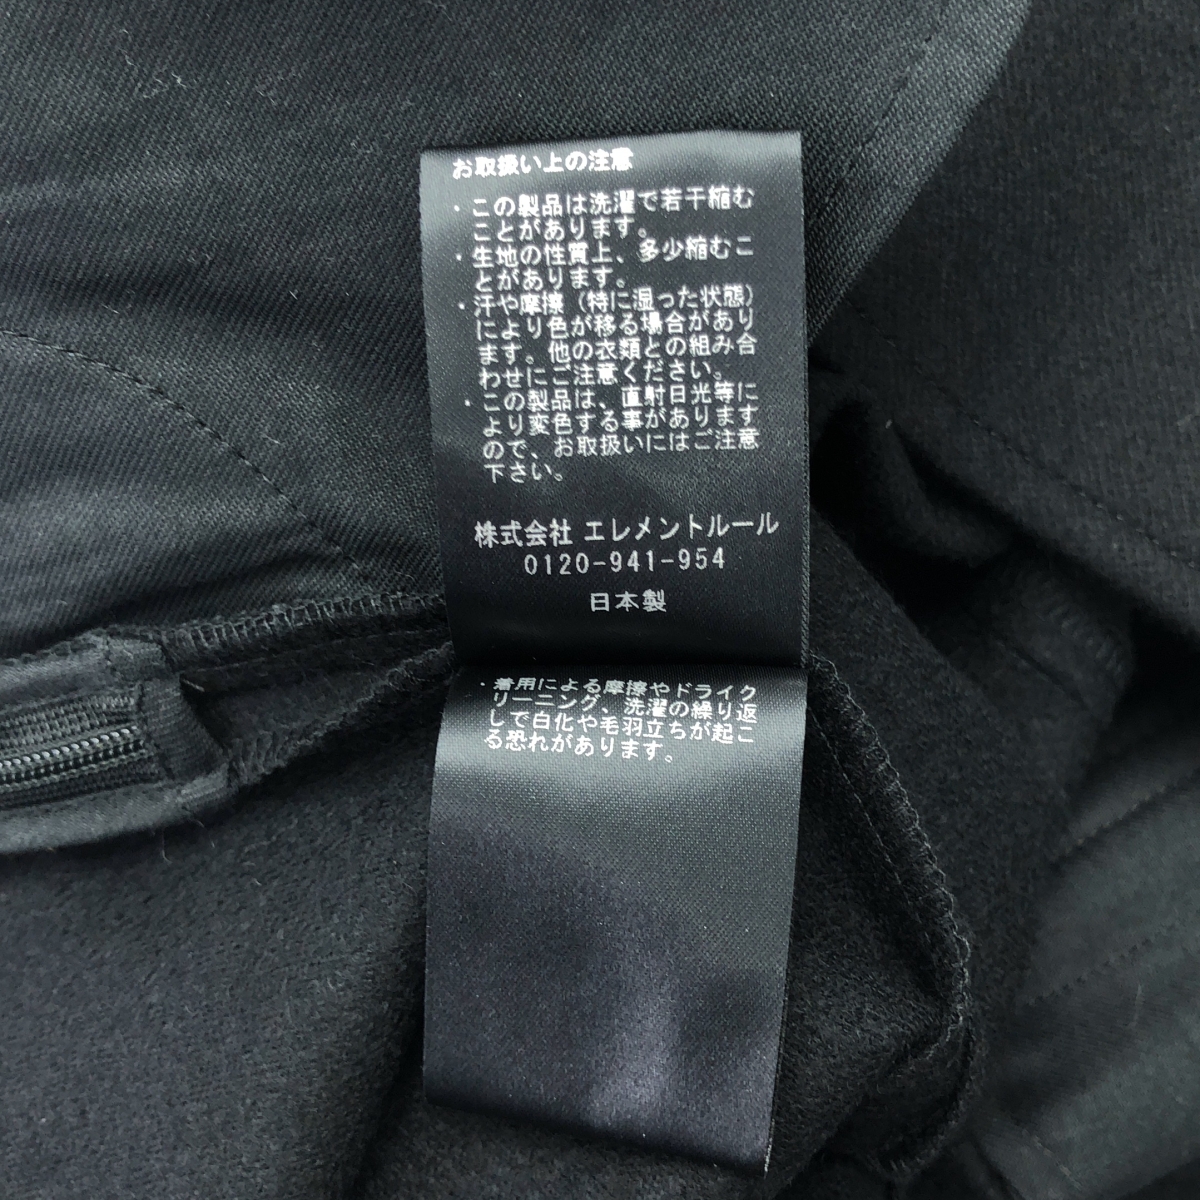 お取扱い上の注意
・この製品は洗濯で若干縮む
ことがあります。
・生地の性質上、多少縮むこ
とがあります。
・汗や摩擦（特に湿った状態）
により色が移る場合があり
ます。他の衣類との組み合
わせにご注意ください。
・この製品は、直射日光等に
より変色する事があります
ので、お取扱いにはご注意
下さい。
株式会社 エレメントルール
0120-941-954
日本製
・着用による摩擦やドライク
リーニング、洗濯の繰り返
しで白化や毛羽立ちが起こ
る恐れがあります。